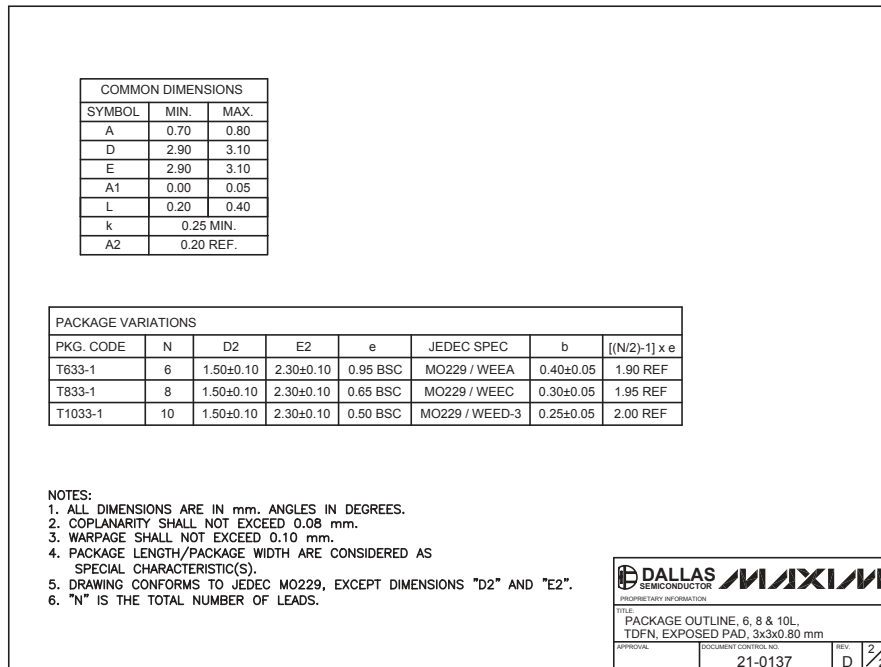 COMMON DIMENSIONS
SYMBOL MIN. MAX.
A 0.70 0.80
D 2.90 3.10
E 2.90 3.10
A1 0.00 0.05
L 0.20 0.40
k 0.25 MIN.
A2 0.20 REF.
PACKAGE VARIATIONS
PKG. CODE N D2 E2 e JEDEC SPEC b [(N/2)-1] x e
T633-1 6 1.50±0.10 2.30±0.10 0.95 BSC MO229 / WEEA 0.40±0.05 1.90 REF
T833-1 8 1.50±0.10 2.30±0.10 0.65 BSC MO229 / WEEC 0.30±0.05 1.95 REF
T1033-1 10 1.50±0.10 2.30±0.10 0.50 BSC MO229 / WEED-3 0.25±0.05 2.00 REF
NOTES:
1. ALL DIMENSIONS ARE IN mm. ANGLES IN DEGREES.
2. COPLANARITY SHALL NOT EXCEED 0.08 mm.
3. WARPAGE SHALL NOT EXCEED 0.10 mm.
4. PACKAGE LENGTH/PACKAGE WIDTH ARE CONSIDERED AS
SPECIAL CHARACTERISTIC(S).
5. DRAWING CONFORMS TO JEDEC MO229, EXCEPT DIMENSIONS "D2" AND "E2".
6. "N" IS THE TOTAL NUMBER OF LEADS.
DALLAS SEMICONDUCTOR MAXIM
PROPRIETARY INFORMATION
TITLE:
PACKAGE OUTLINE, 6, 8 & 10L,
TDFN, EXPOSED PAD, 3x3x0.80 mm
APPROVAL DOCUMENT CONTROL NO. REV.
21-0137 D 2/